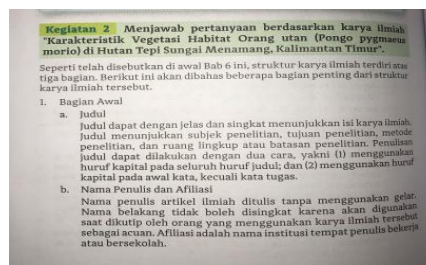 Kegiatan 2 Menjawab pertanyaan berdasarkan karya ilmiah
"Karakteristik Vegetasi Habitat Orang utan (Pongo pygmaeus
morio) di Hutan Tepi Sungai Menamang, Kalimantan Timur".
Seperti telah disebutkan di awal Bab 6 ini, struktur karya ilmiah terdiri atas
tiga bagian. Berikut ini akan dibahas beberapa bagian penting dari struktur
karya ilmiah tersebut.
1. Bagian Awal
a. Judul
Judul dapat dengan jelas dan singkat menunjukkan isi karya ilmiah.
Judul menunjukkan subjek penelitian, tujuan penelitian, metode
penelitian, dan ruang lingkup atau batasan penelitian. Penulisan
judul dapat dilakukan dengan dua cara, yakni (1) menggunakan
huruf kapital pada seluruh huruf judul; dan (2) menggunakan huruf
kapital pada awal kata, kecuali kata tugas.
b. Nama Penulis dan Afiliasi
Nama penulis artikel ilmiah ditulis tanpa menggunakan gelar.
Nama belakang tidak boleh disingkat karena akan digunakan
saat dikutip oleh orang yang menggunakan karya ilmiah tersebut
sebagai acuan. Afiliasi adalah nama institusi tempat penulis bekerja
atau bersekolah.